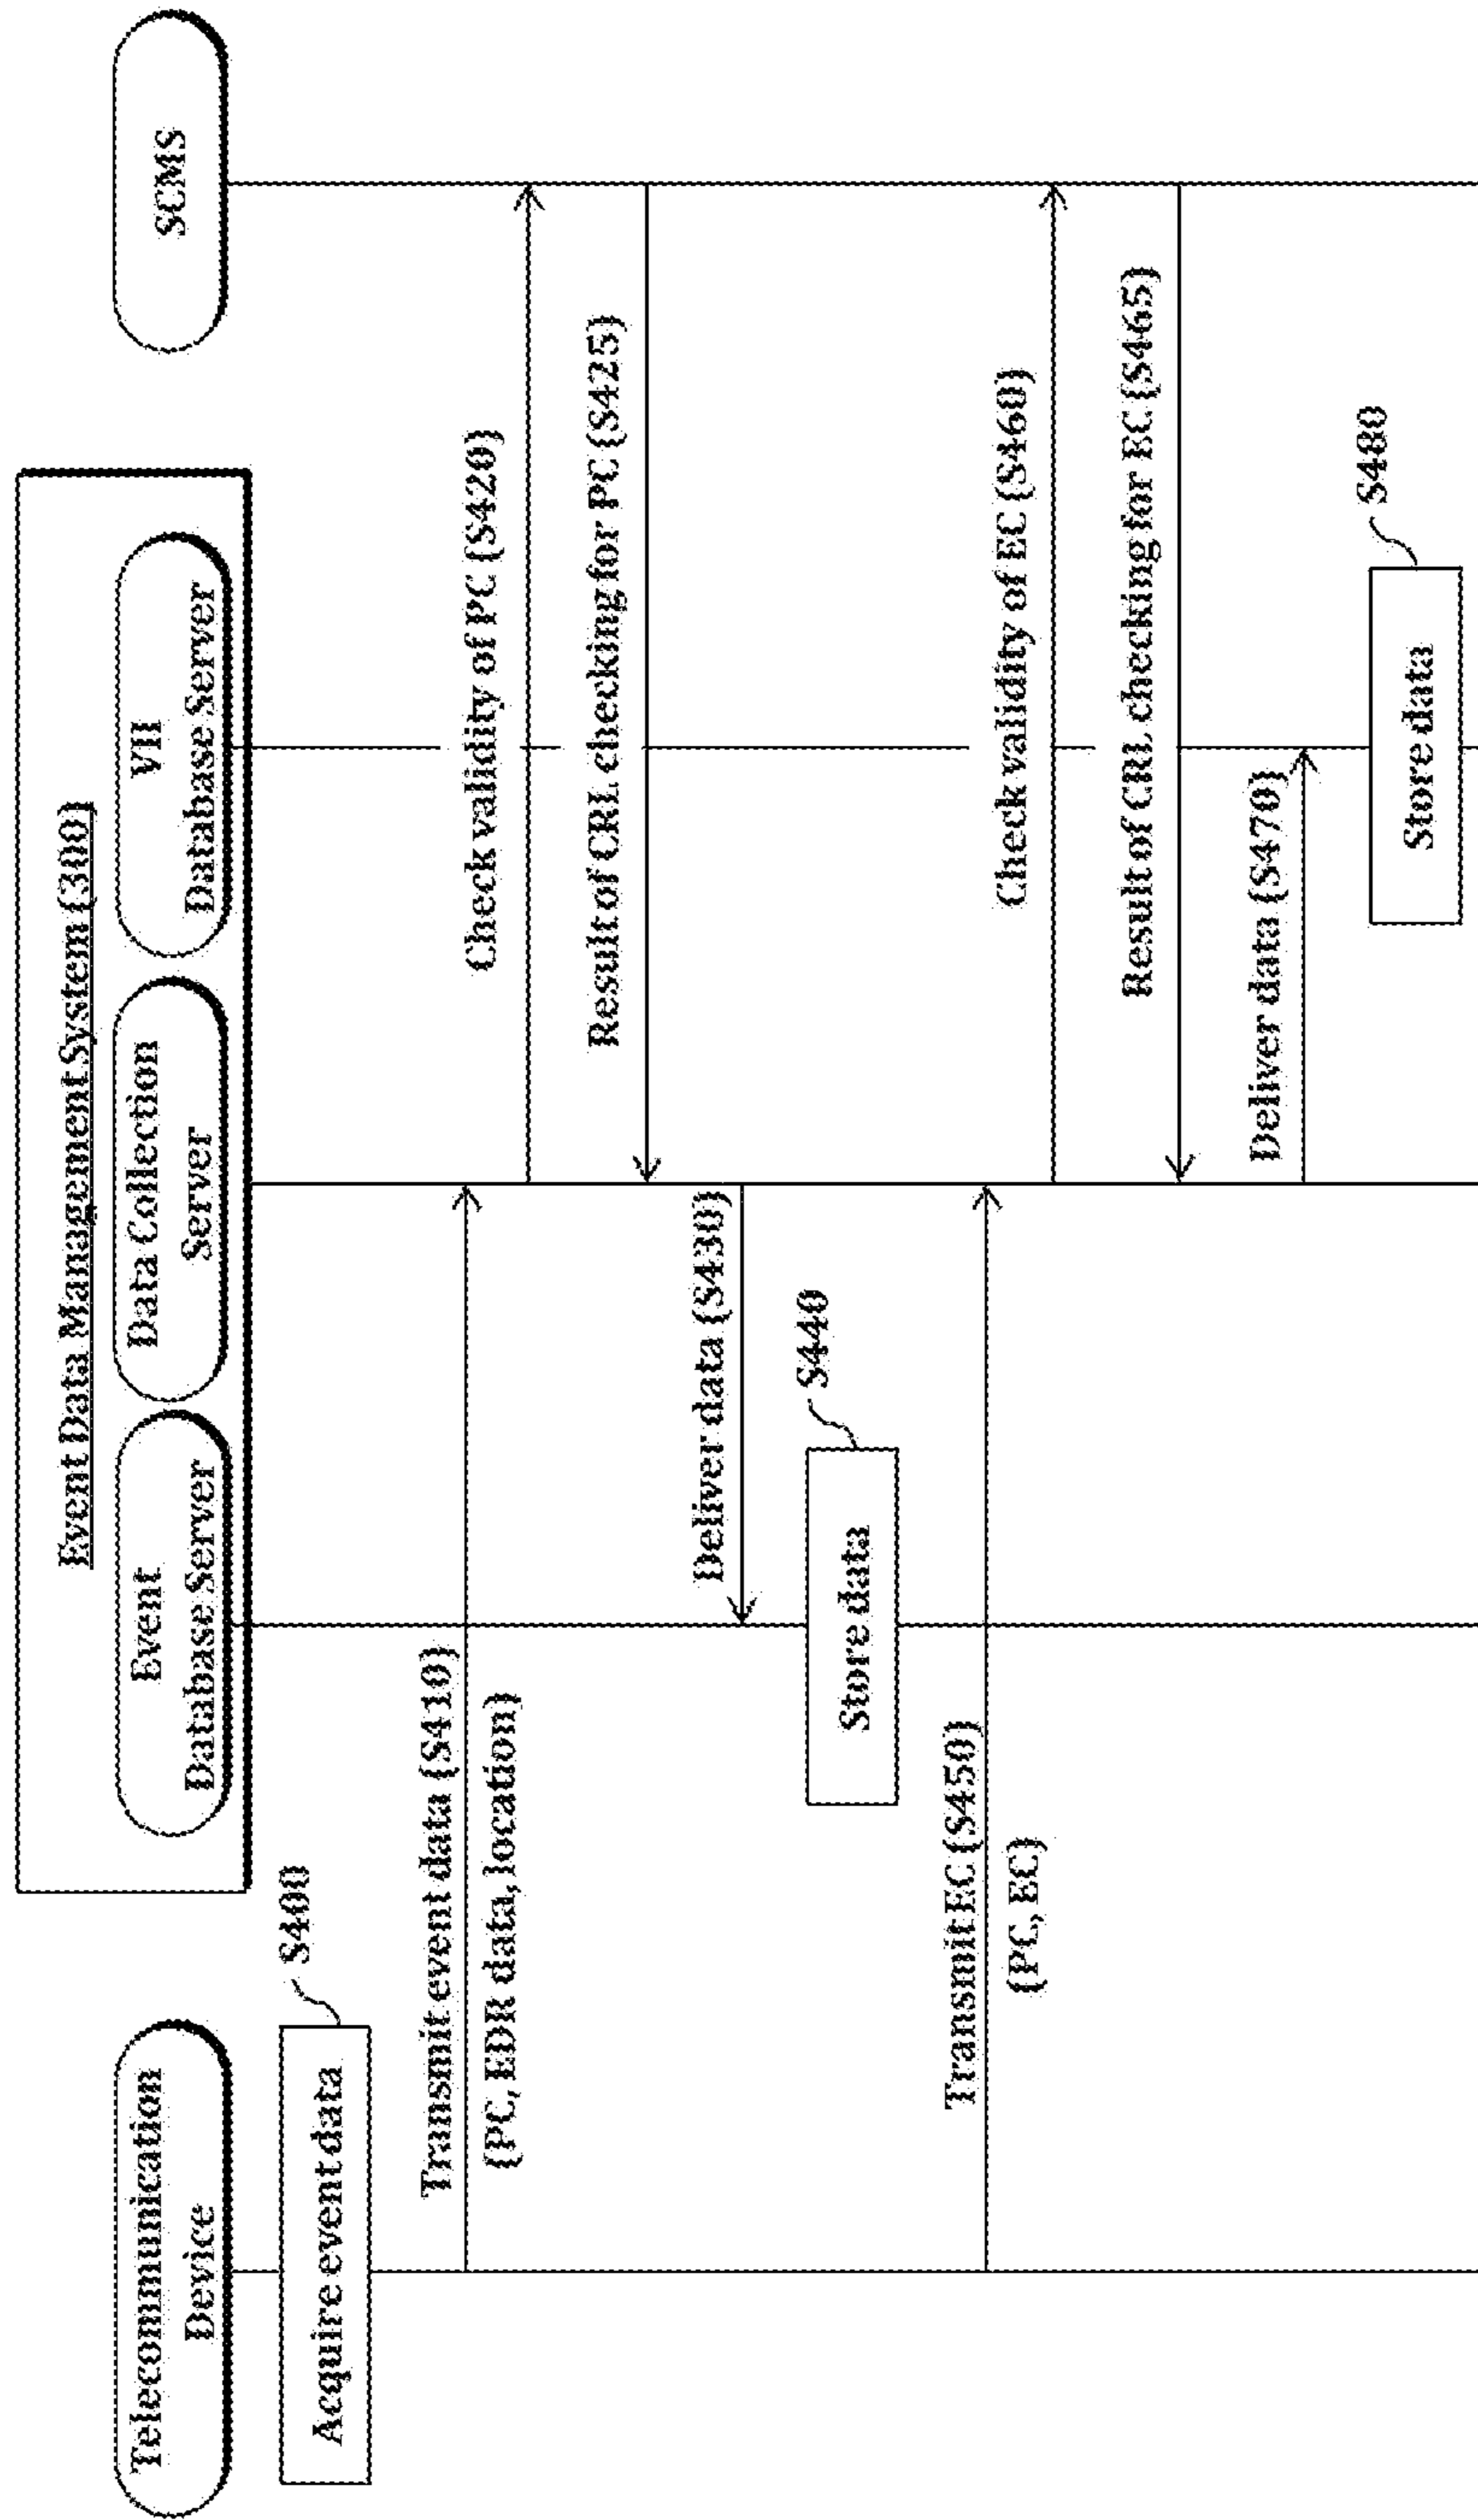 Event Data Management System (300)
Telecommunication
Device
Event
Database Server
Data Collection
Server
VII
Database Server
SCMS
Acquire event data
S400
Transmit event data (S410)
(PC, EDR data, location)
Check validity of PC (S420)
Result of CRL checking for PC (S425)
Deliver data (S430)
Store data
S440
Transmit EC (S450)
(PC, EC)
Check validity of EC (S460)
Result of CRL checking for EC (S465)
Deliver data (S470)
Store data
S480